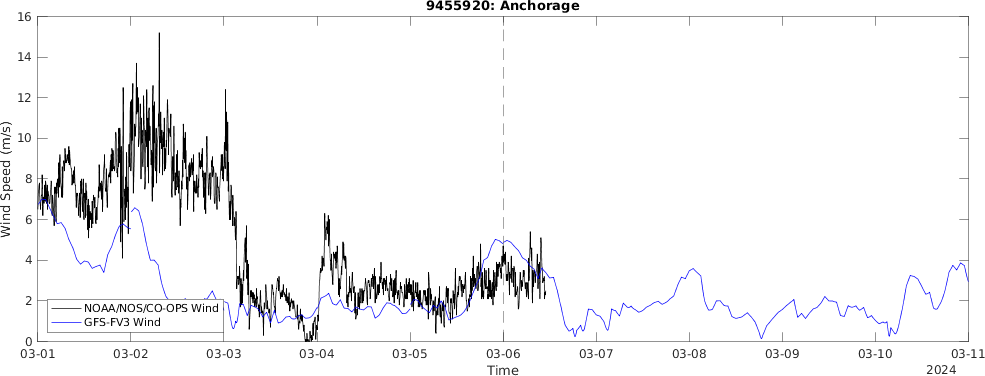 9455920: Anchorage
16
14
12
10
8
6
4
2
0
Wind Speed (m/s)
NOAA/NOS/CO-OPS Wind
GFS-FV3 Wind
03-01 03-02 03-03 03-04 03-05 03-06 03-07 03-08 03-09 03-10 03-11
Time
2024